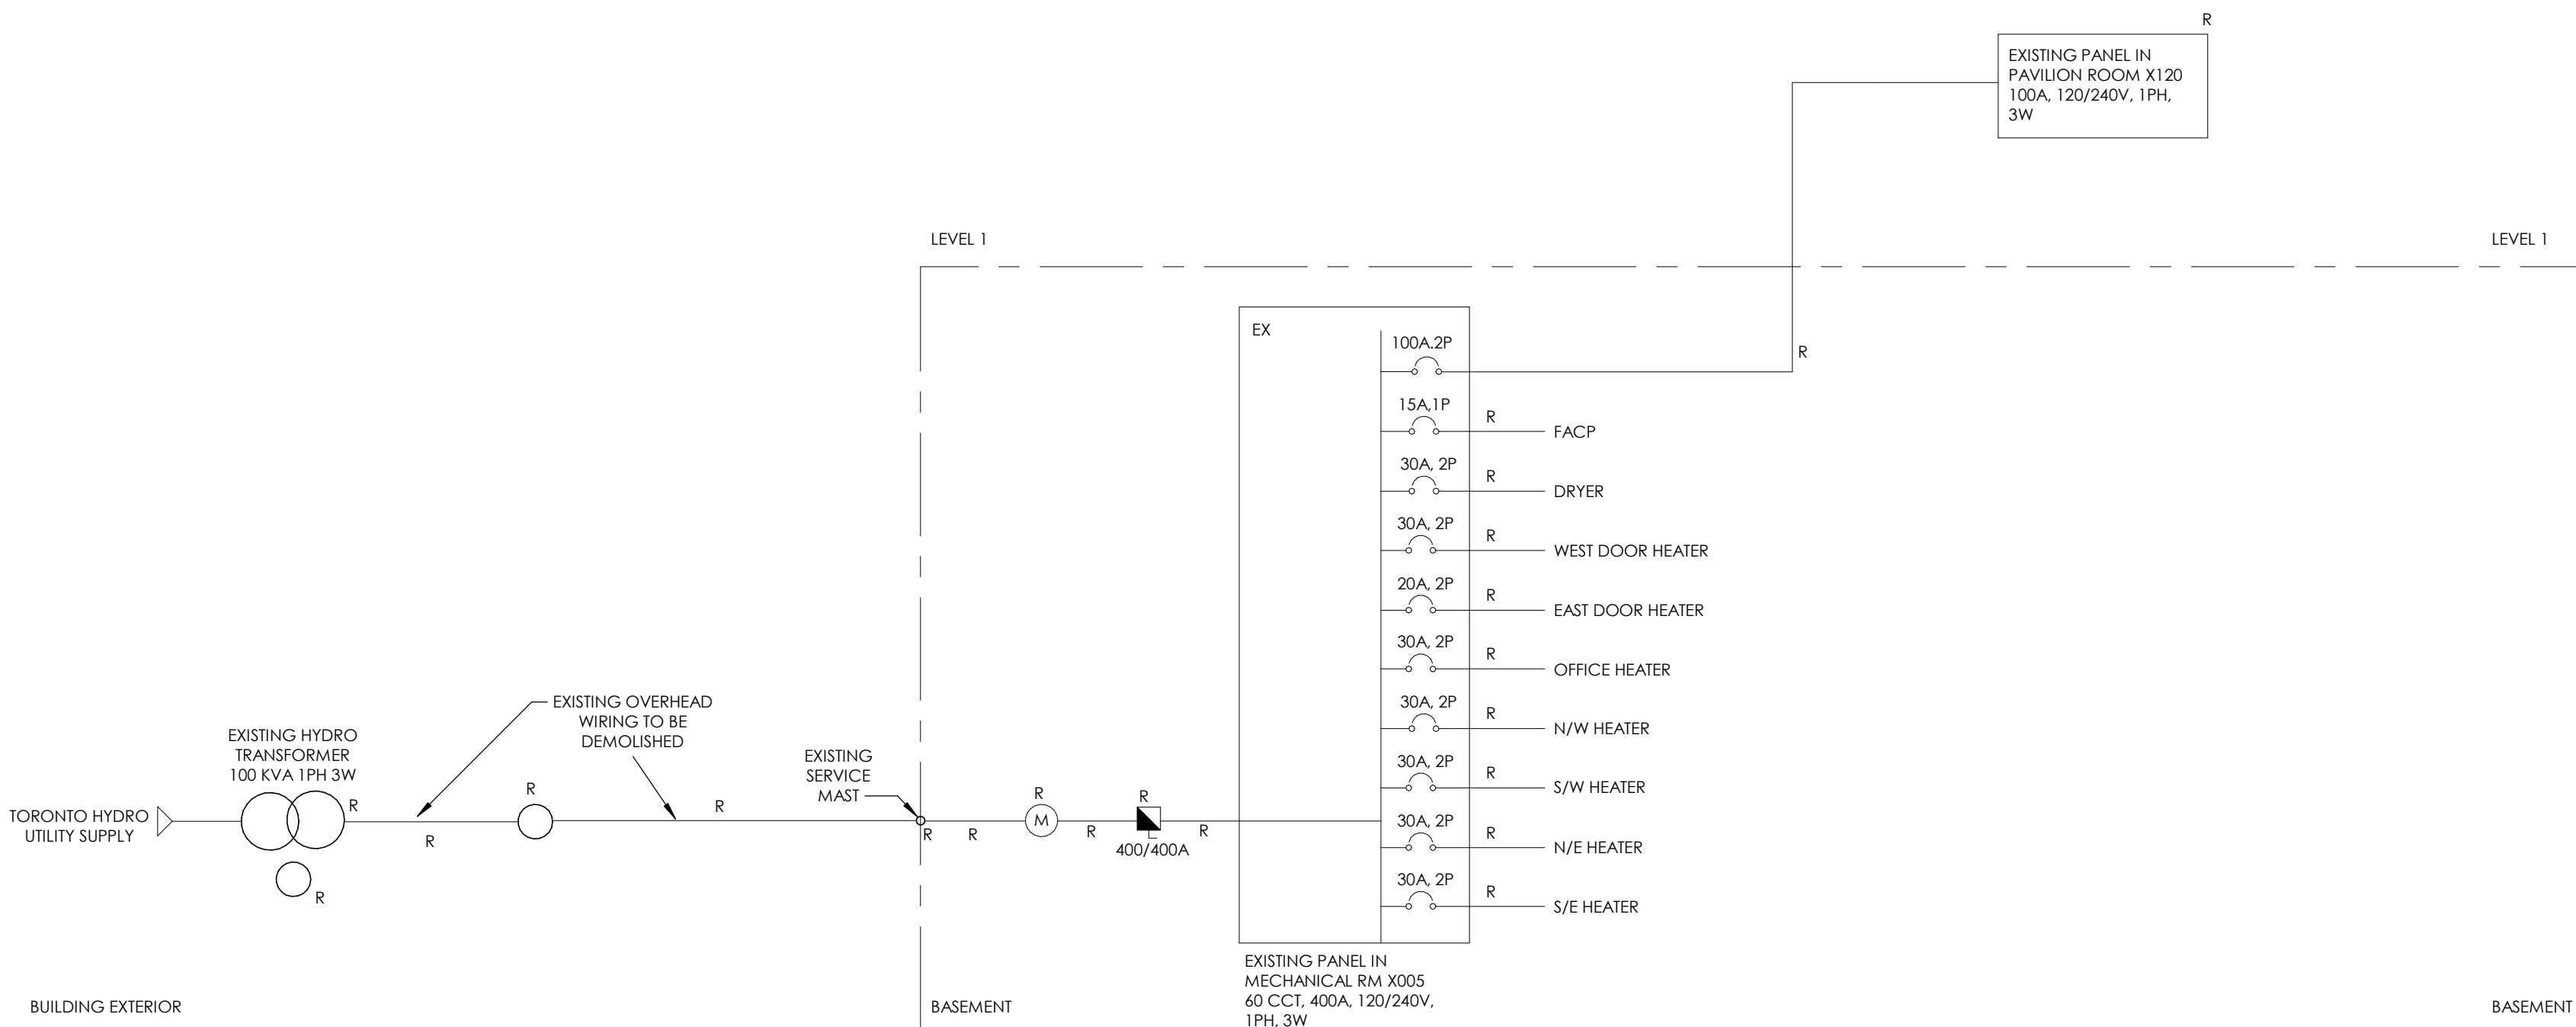 R
EXISTING PANEL IN
PAVILION ROOM X120
100A, 120/240V, 1PH,
3W
LEVEL 1
LEVEL 1
EX
100A.2P
R
15A,1P
R
FACP
30A, 2P
R
DRYER
30A, 2P
R
WEST DOOR HEATER
20A, 2P
R
EAST DOOR HEATER
30A, 2P
R
OFFICE HEATER
30A, 2P
R
N/W HEATER
30A, 2P
R
S/W HEATER
30A, 2P
R
N/E HEATER
30A, 2P
R
S/E HEATER
EXISTING OVERHEAD
WIRING TO BE
DEMOLISHED
EXISTING HYDRO
TRANSFORMER
100 KVA 1PH 3W
EXISTING
SERVICE
MAST
TORONTO HYDRO
UTILITY SUPPLY
R
R
R
R
R
R
R
R
M
R
R
R
400/400A
R
EXISTING PANEL IN
MECHANICAL RM X005
60 CCT, 400A, 120/240V,
1PH, 3W
BUILDING EXTERIOR
BASEMENT
BASEMENT